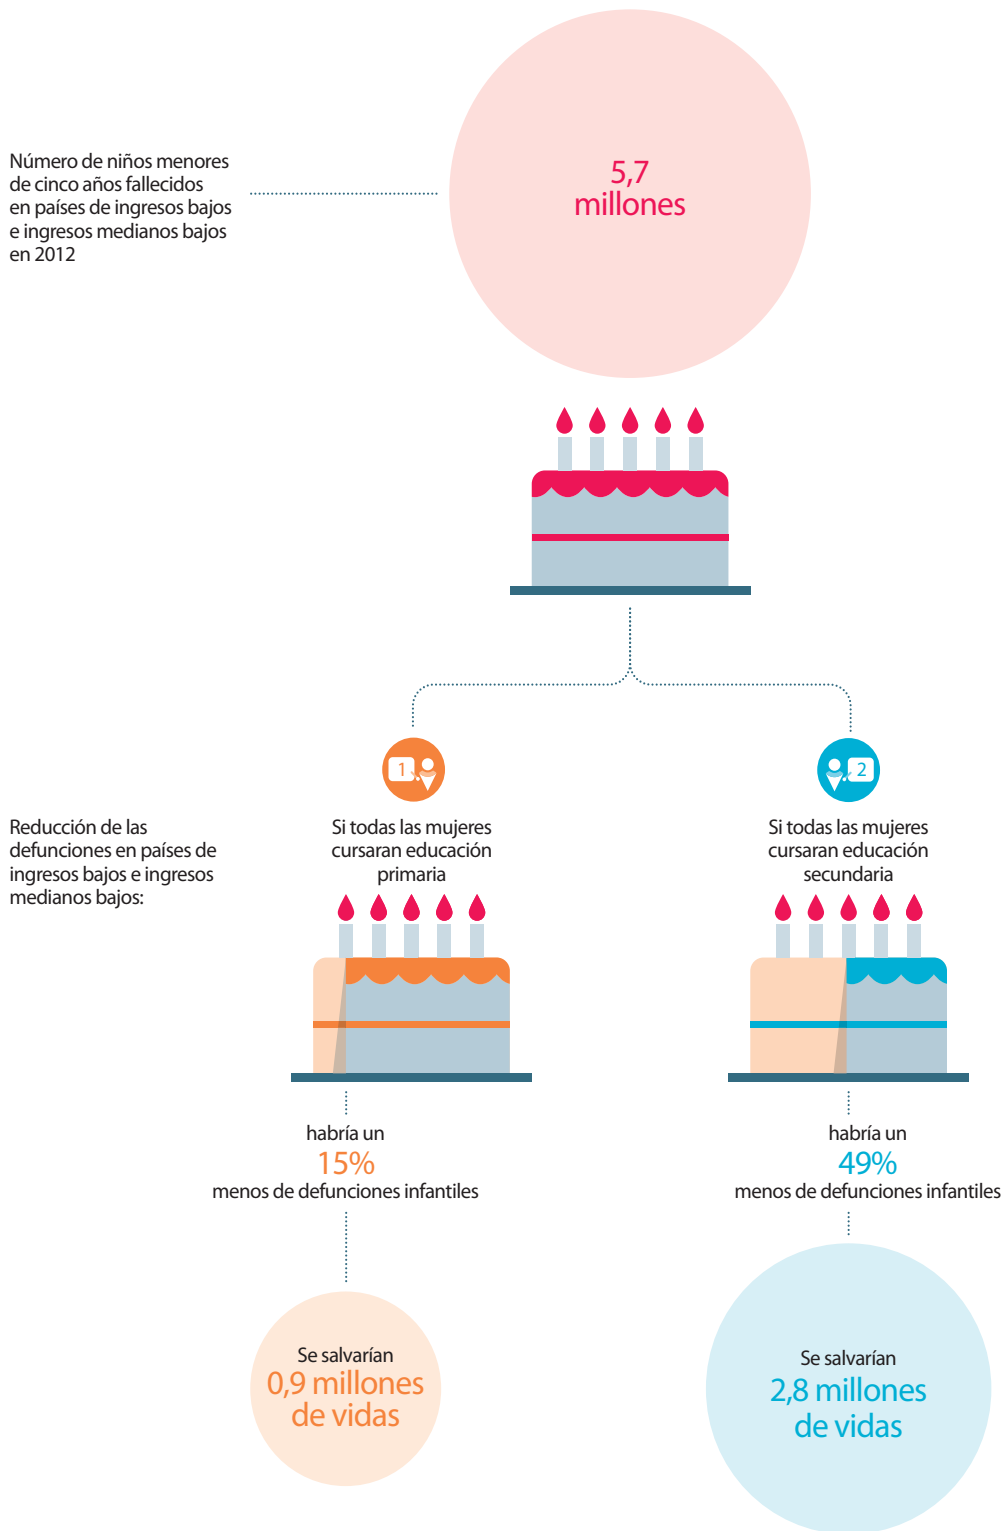 Número de niños menores
de cinco años fallecidos
en países de ingresos bajos
e ingresos medianos bajos
en 2012
5,7
millones
1
2
Reducción de las
defunciones en países de
ingresos bajos e ingresos
medianos bajos:
Si todas las mujeres
cursaran educación
primaria
Si todas las mujeres
cursaran educación
secundaria
habría un
15%
menos de defunciones infantiles
habría un
49%
menos de defunciones infantiles
Se salvarían
0,9 millones
de vidas
Se salvarían
2,8 millones
de vidas